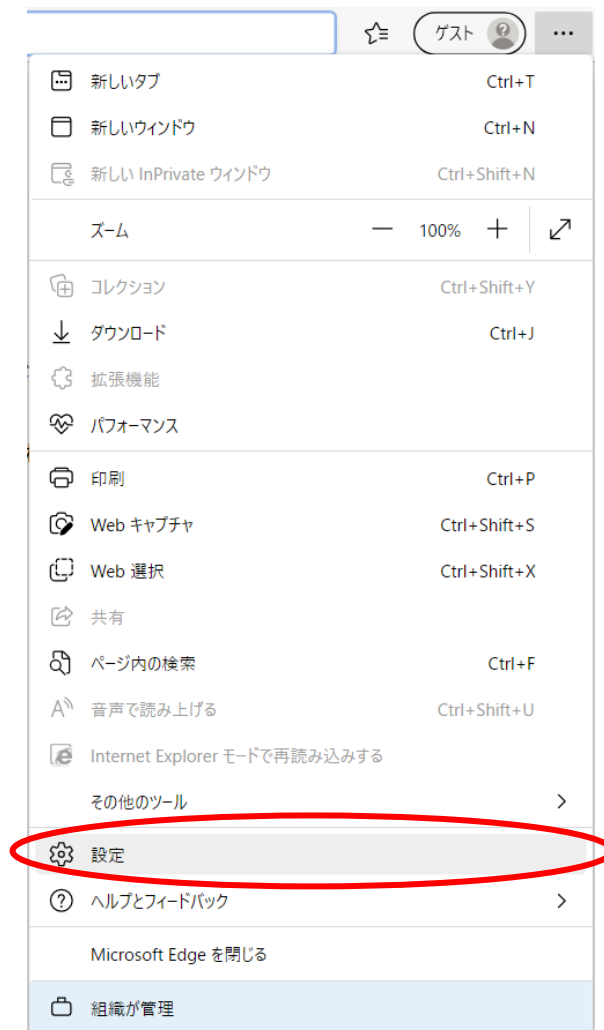 ゲスト
新しいタブ Ctrl+T
新しいウィンドウ Ctrl+N
新しい InPrivate ウィンドウ Ctrl+Shift+N
ズーム 100%
コレクション Ctrl+Shift+Y
ダウンロード Ctrl+J
拡張機能
パフォーマンス
印刷 Ctrl+P
Web キャプチャ Ctrl+Shift+S
Web 選択 Ctrl+Shift+X
共有
ページ内の検索 Ctrl+F
音声で読み上げる Ctrl+Shift+U
Internet Explorer モードで再読み込みする
その他のツール
設定
ヘルプとフィードバック
Microsoft Edge を閉じる
組織が管理